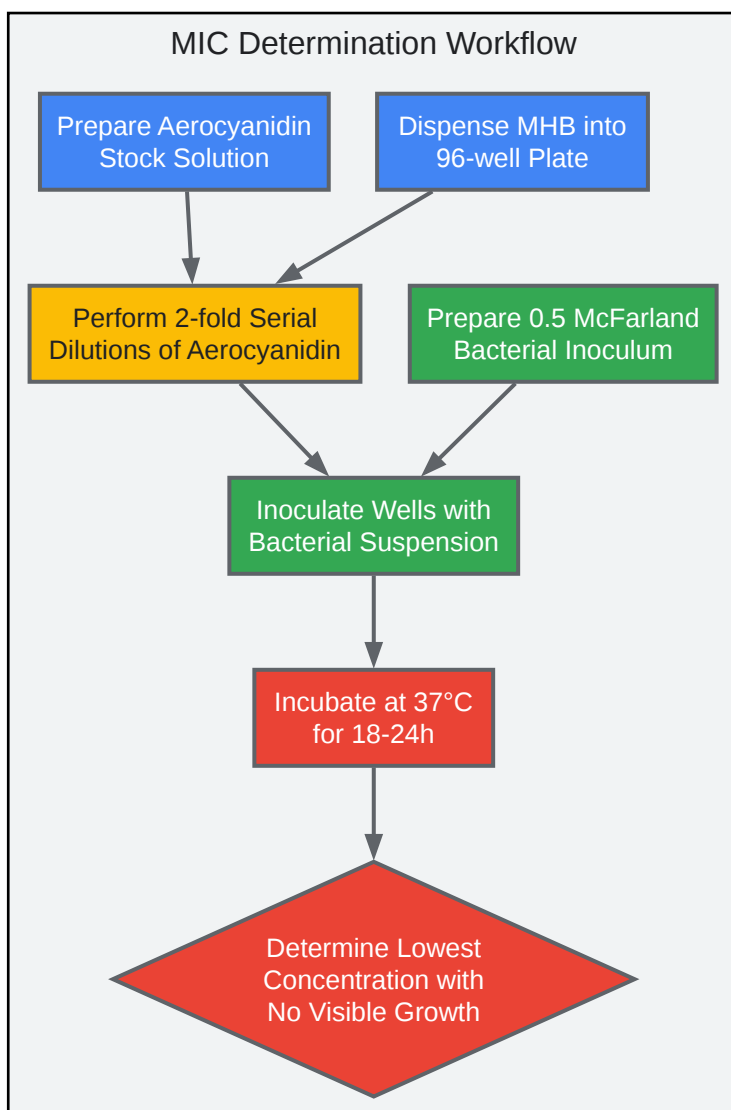 MIC Determination Workflow
Prepare Aerocyanidin
Stock Solution
Dispense MHB into
96-well Plate
Perform 2-fold Serial
Dilutions of Aerocyanidin
Prepare 0.5 McFarland
Bacterial Inoculum
Inoculate Wells with
Bacterial Suspension
Incubate at 37°C
for 18-24h
Determine Lowest
Concentration with
No Visible Growth